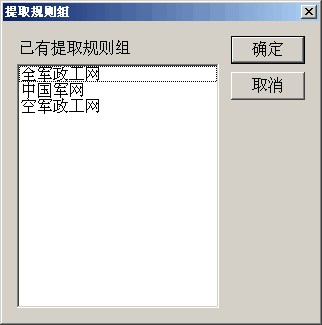 提取规则组
已有提取规则组
确定
全军政工网
中国军网
空军政工网
取消